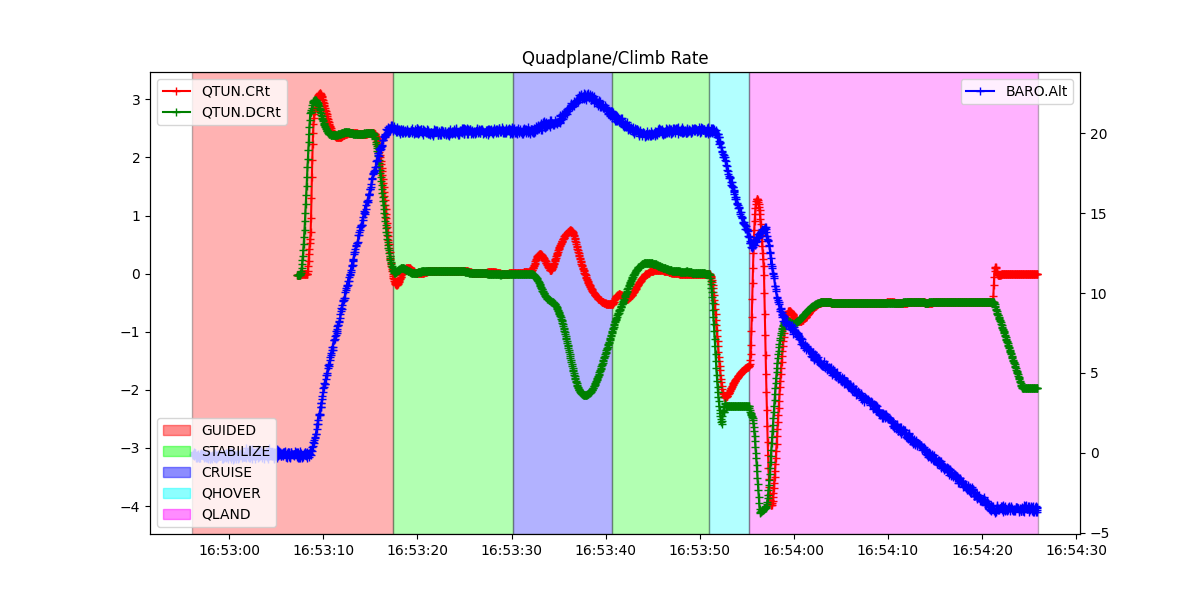 Quadplane/Climb Rate
QTUN.CRt
QTUN.DCRt
BARO.Alt
3
2
1
0
−1
−2
−3
−4
20
15
10
5
0
−5
GUIDED
STABILIZE
CRUISE
QHOVER
QLAND
16:53:00 16:53:10 16:53:20 16:53:30 16:53:40 16:53:50 16:54:00 16:54:10 16:54:20 16:54:30